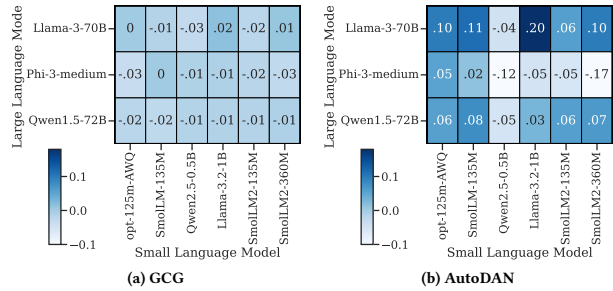 Large Language Mode
Llama-3-70B
0 -.01 -.03 .02 -.02 .01
Phi-3-medium
-.03 0 -.01 -.01 -.02 -.03
Qwen1.5-72B
-.02 -.02 -.01 -.01 -.01 -.01
opt-125m-AWQ
SmolLM-135M
Qwen2.5-0.5B
Llama-3.2-1B
SmolLM2-135M
SmolLM2-360M
0.1
0.0
−0.1
Small Language Model
(a) GCG
Large Language Mode
Llama-3-70B
.10 .11 -.04 .20 .06 .10
Phi-3-medium
.05 .02 -.12 -.05 -.05 -.17
Qwen1.5-72B
.06 .08 -.05 .03 .06 .07
opt-125m-AWQ
SmolLM-135M
Qwen2.5-0.5B
Llama-3.2-1B
SmolLM2-135M
SmolLM2-360M
0.1
0.0
−0.1
Small Language Model
(b) AutoDAN